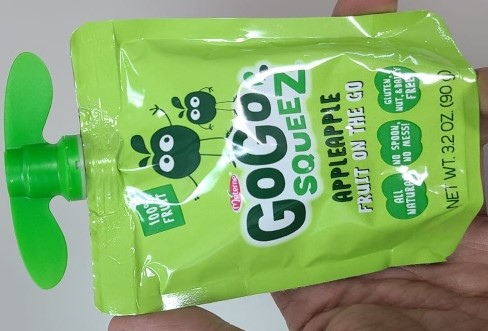 100%
FRUIT
Materne
GoGo
SQUEEZ
APPLEAPPLE
FRUIT ON THE GO
ALL
NATURAL
NO SPOON,
NO MESS!
GLUTEN,
NUT, & DAIRY
FREE
NET WT. 3.2 OZ. (90 g)